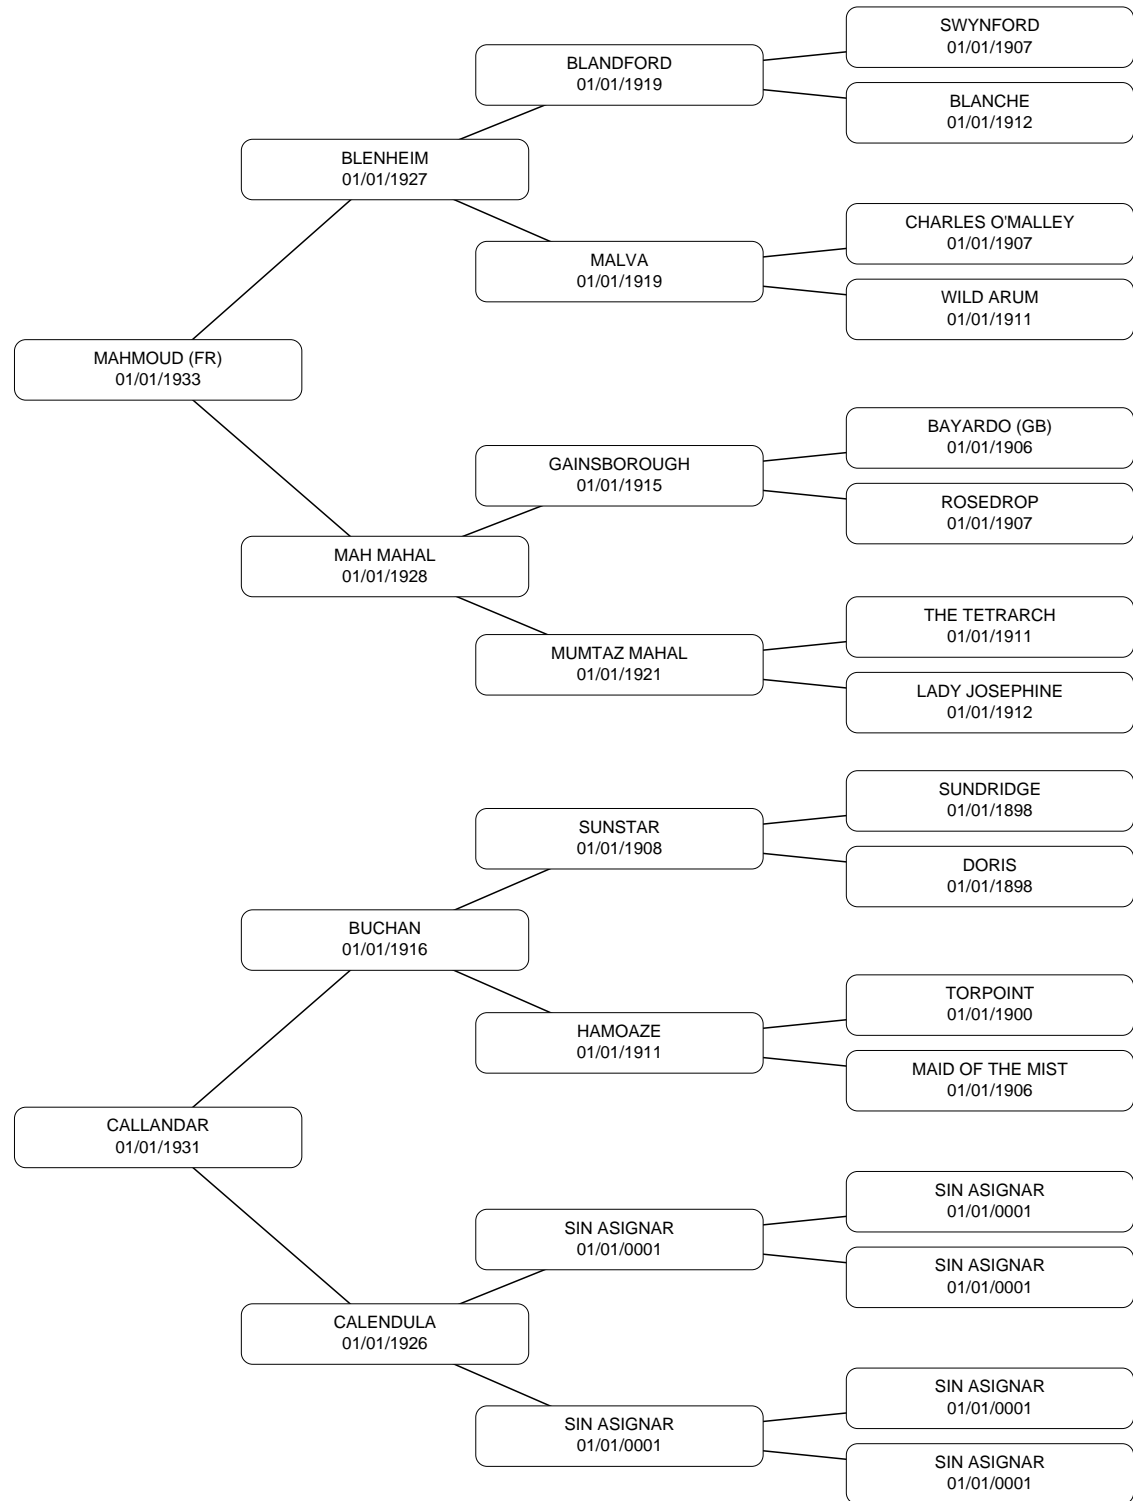 SWYNFORD
01/01/1907
BLANDFORD
01/01/1919
BLANCHE
01/01/1912
BLENHEIM
01/01/1927
CHARLES O'MALLEY
01/01/1907
MALVA
01/01/1919
WILD ARUM
01/01/1911
MAHMOUD (FR)
01/01/1933
BAYARDO (GB)
01/01/1906
GAINSBOROUGH
01/01/1915
ROSEDROP
01/01/1907
MAH MAHAL
01/01/1928
THE TETRARCH
01/01/1911
MUMTAZ MAHAL
01/01/1921
LADY JOSEPHINE
01/01/1912
SUNDRIDGE
01/01/1898
SUNSTAR
01/01/1908
DORIS
01/01/1898
BUCHAN
01/01/1916
TORPOINT
01/01/1900
HAMOAZE
01/01/1911
MAID OF THE MIST
01/01/1906
CALLANDAR
01/01/1931
SIN ASIGNAR
01/01/0001
SIN ASIGNAR
01/01/0001
SIN ASIGNAR
01/01/0001
CALENDULA
01/01/1926
SIN ASIGNAR
01/01/0001
SIN ASIGNAR
01/01/0001
SIN ASIGNAR
01/01/0001